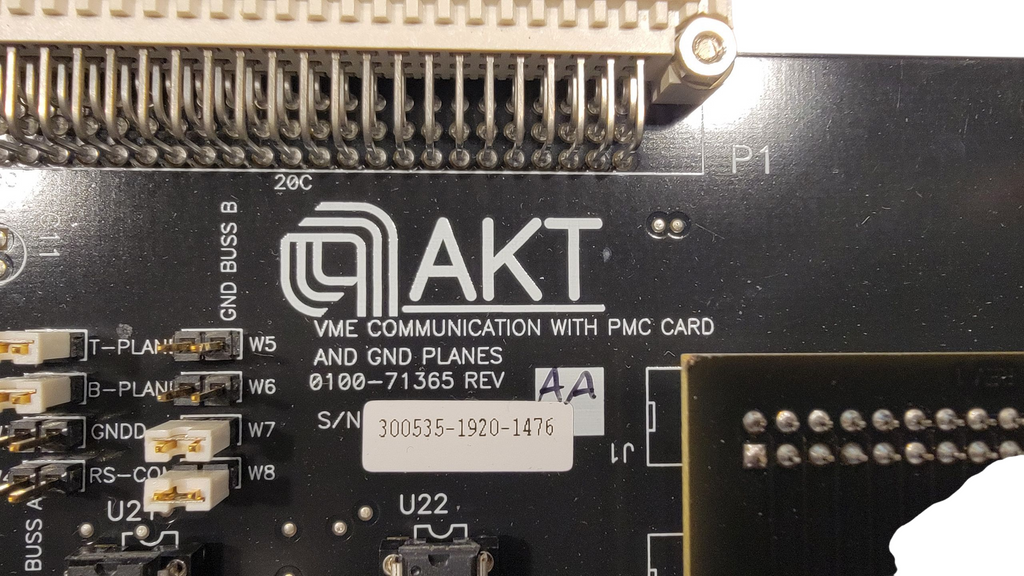 P1
20C
GND BUSS B
AKT
VME COMMUNICATION WITH PMC CARD
AND GND PLANES
0100-71365 REV AA
S/N 300535-1920-1476
T-PLAN
W5
B-PLAN
W6
GNDD
W7
RS-CO
W8
J1
U22
BUSS A